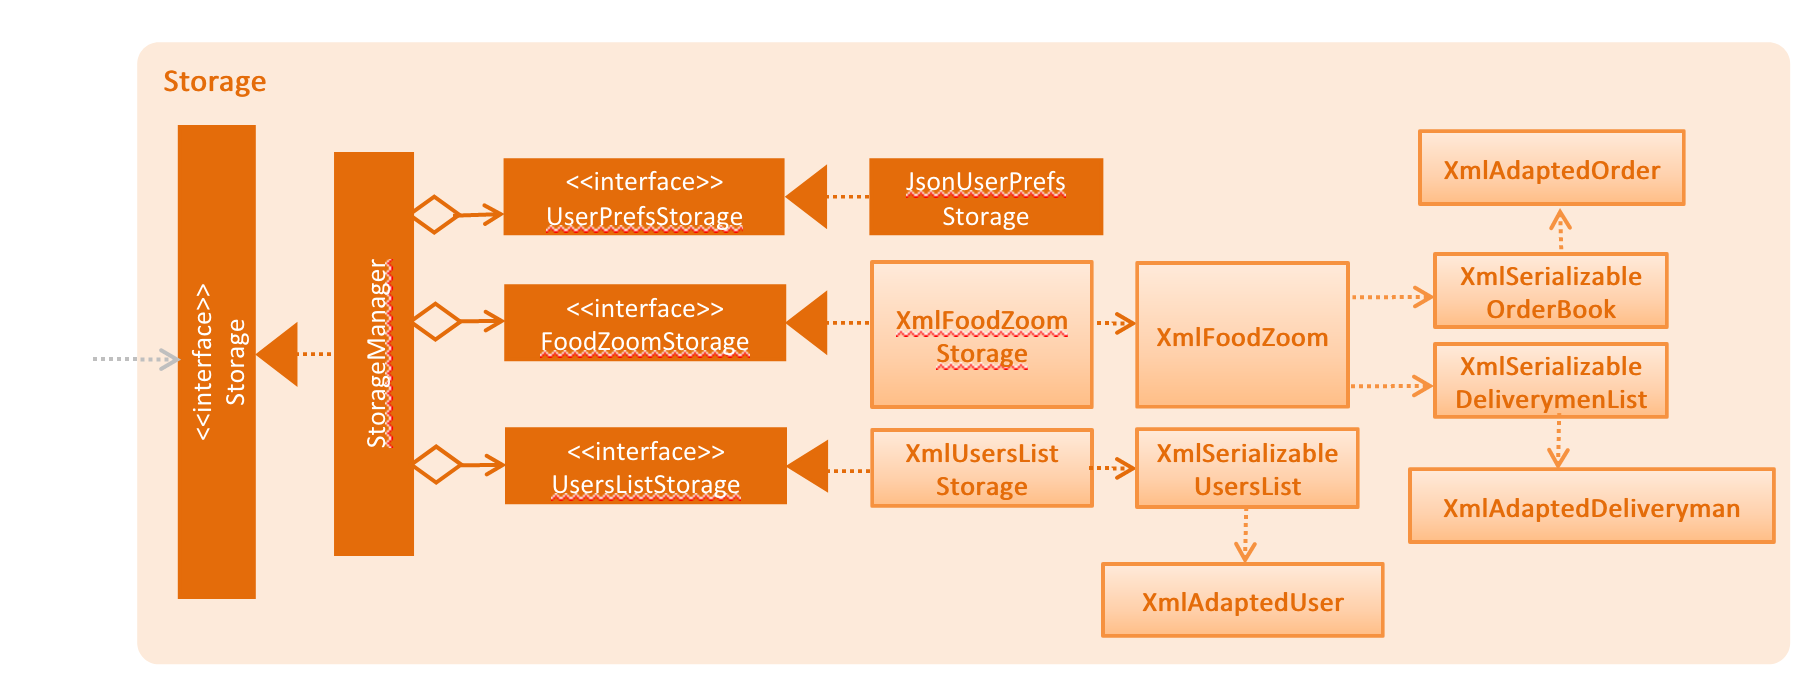 Storage
<<interface>>
Storage
StorageManager
<<interface>>
UserPrefsStorage
JsonUserPrefs
Storage
<<interface>>
FoodZoomStorage
XmlFoodZoom
Storage
XmlFoodZoom
<<interface>>
UsersListStorage
XmlUsersList
Storage
XmlSerializable
UsersList
XmlAdaptedUser
XmlAdaptedOrder
XmlSerializable
OrderBook
XmlSerializable
DeliverymenList
XmlAdaptedDeliveryman